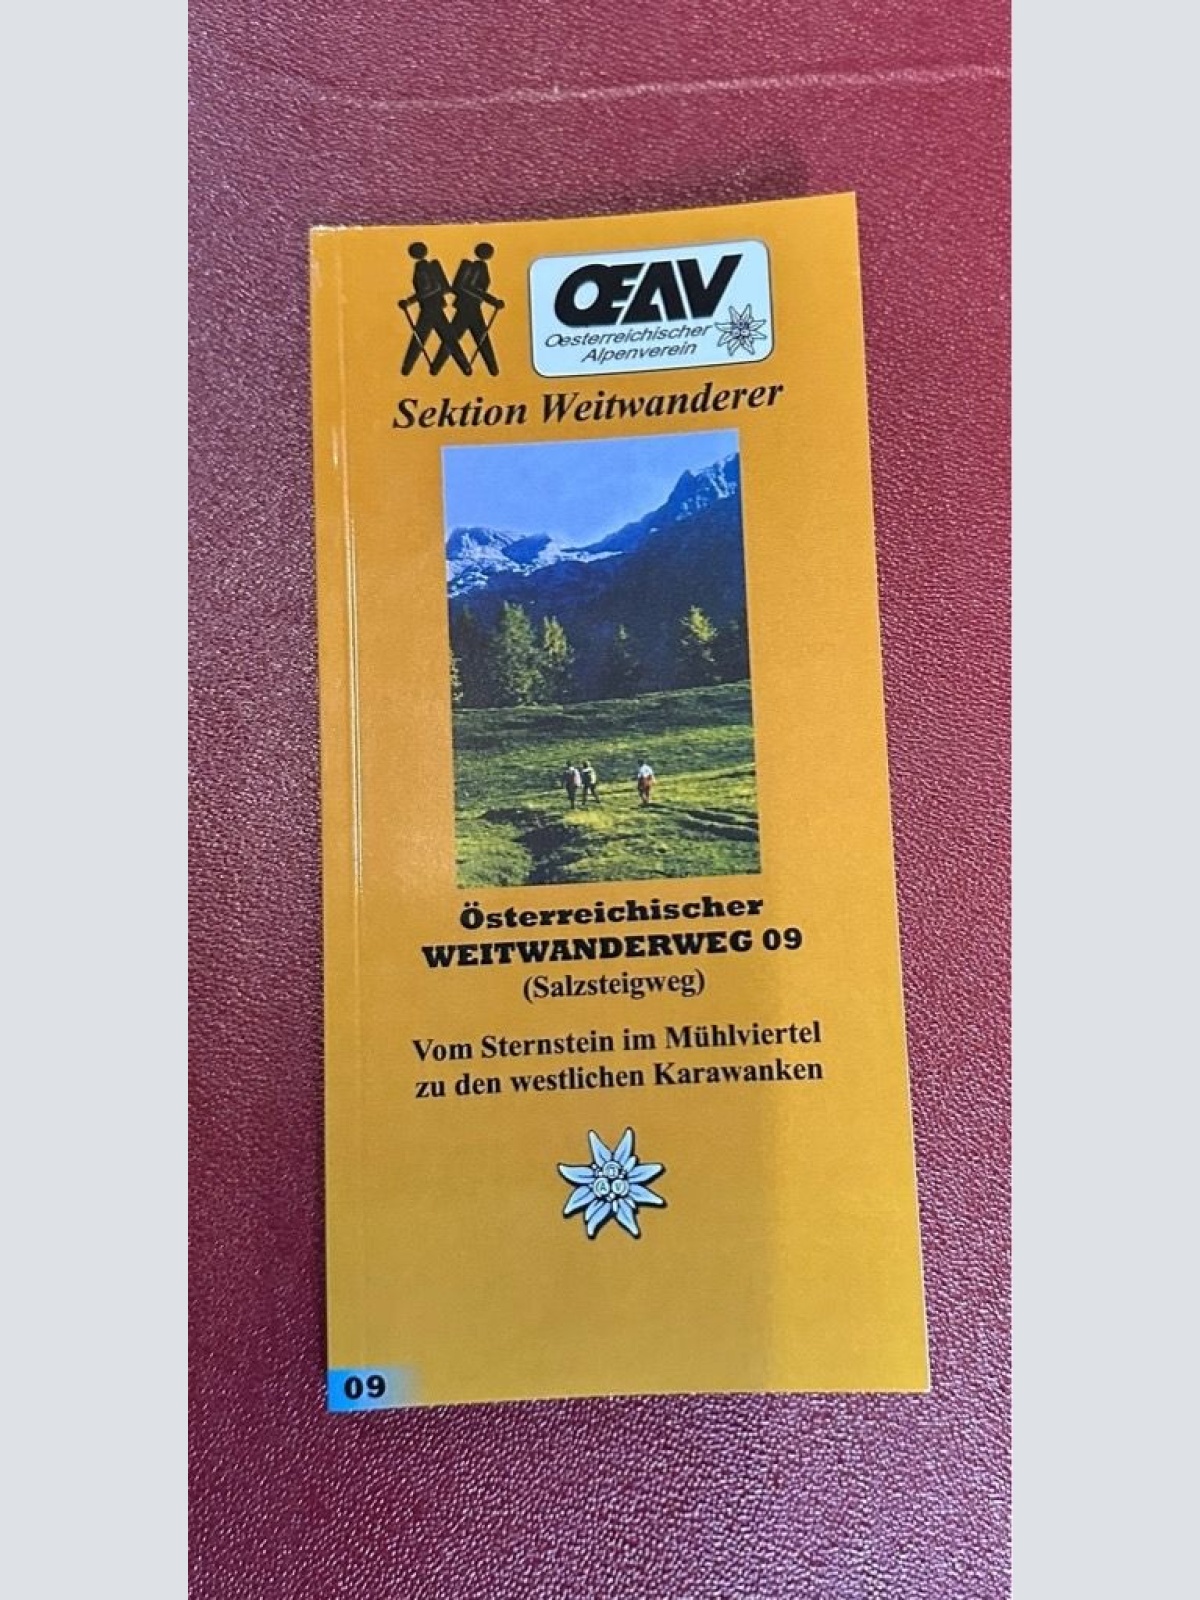 ŒAV
Oesterreichischer
Alpenverein
Sektion Weitwanderer
Österreichischer
WEITWANDERWEG 09
(Salzsteigweg)
Vom Sternstein im Mühlviertel
zu den westlichen Karawanken
09